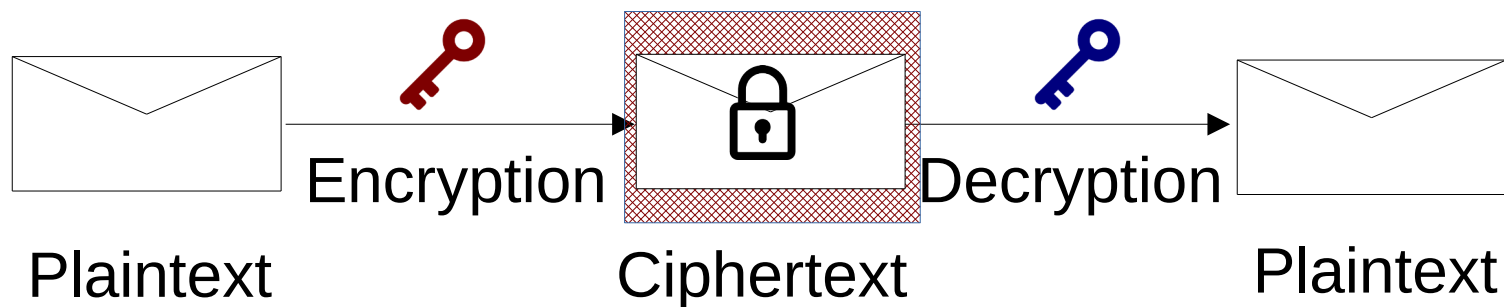 Encryption
Decryption
Plaintext
Ciphertext
Plaintext